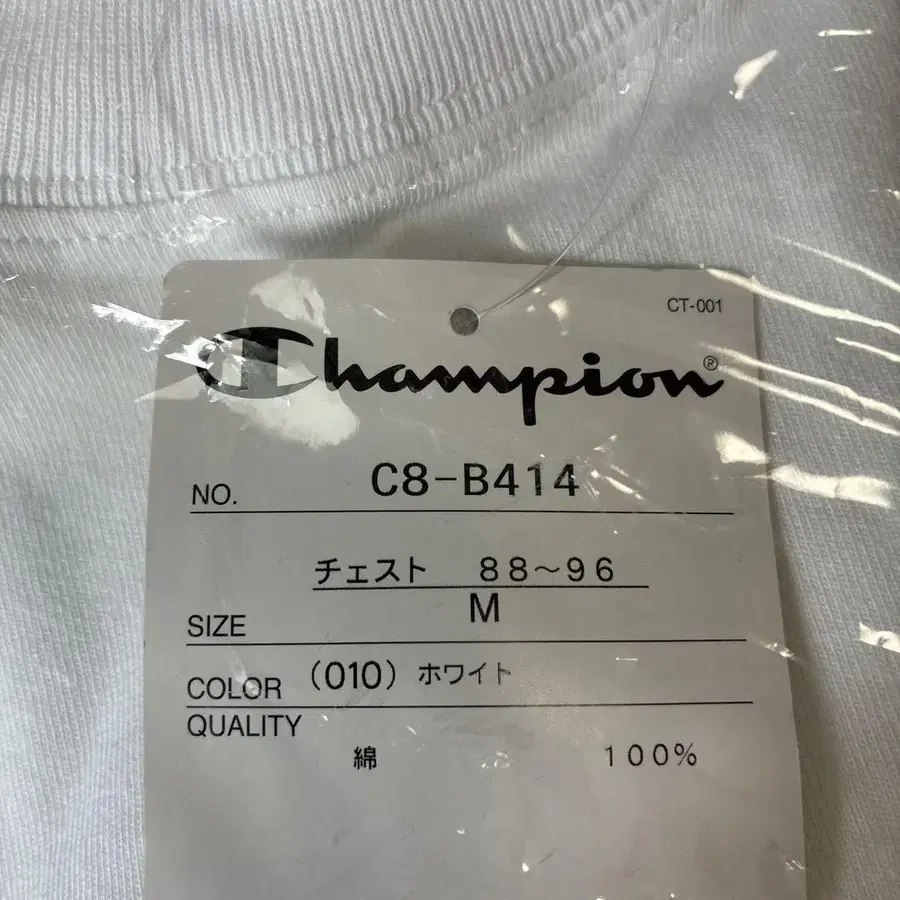 CT-001
Champion®
NO. C8-B414
チェスト 88～96
SIZE M
COLOR (010) ホワイト
QUALITY
綿 100%